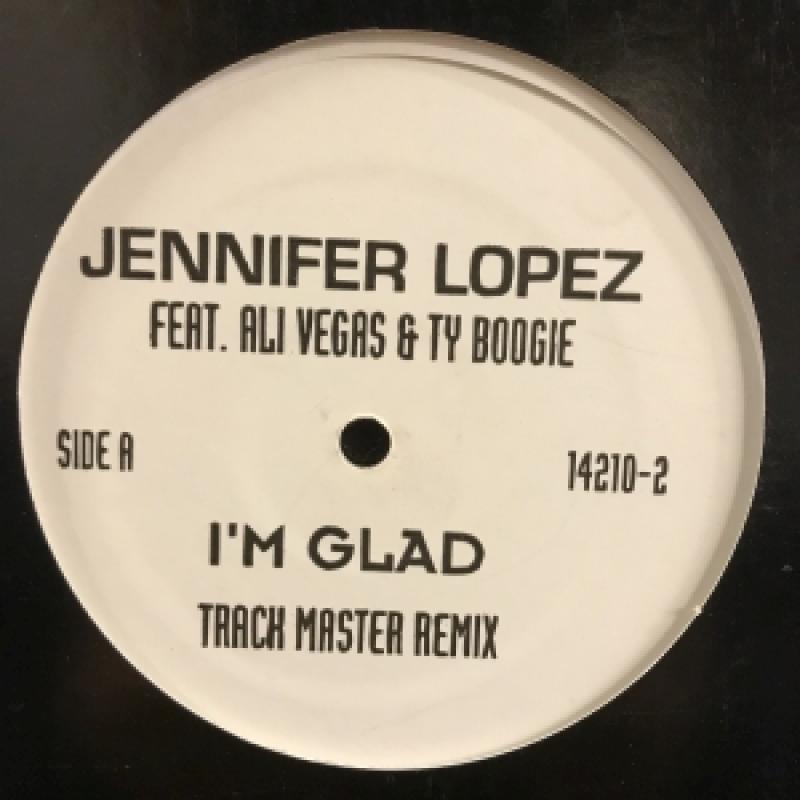 JENNIFER LOPEZ
FEAT. ALI VEGAS & TY BOOGIE
SIDE A
14210-2
I'M GLAD
TRACK MASTER REMIX